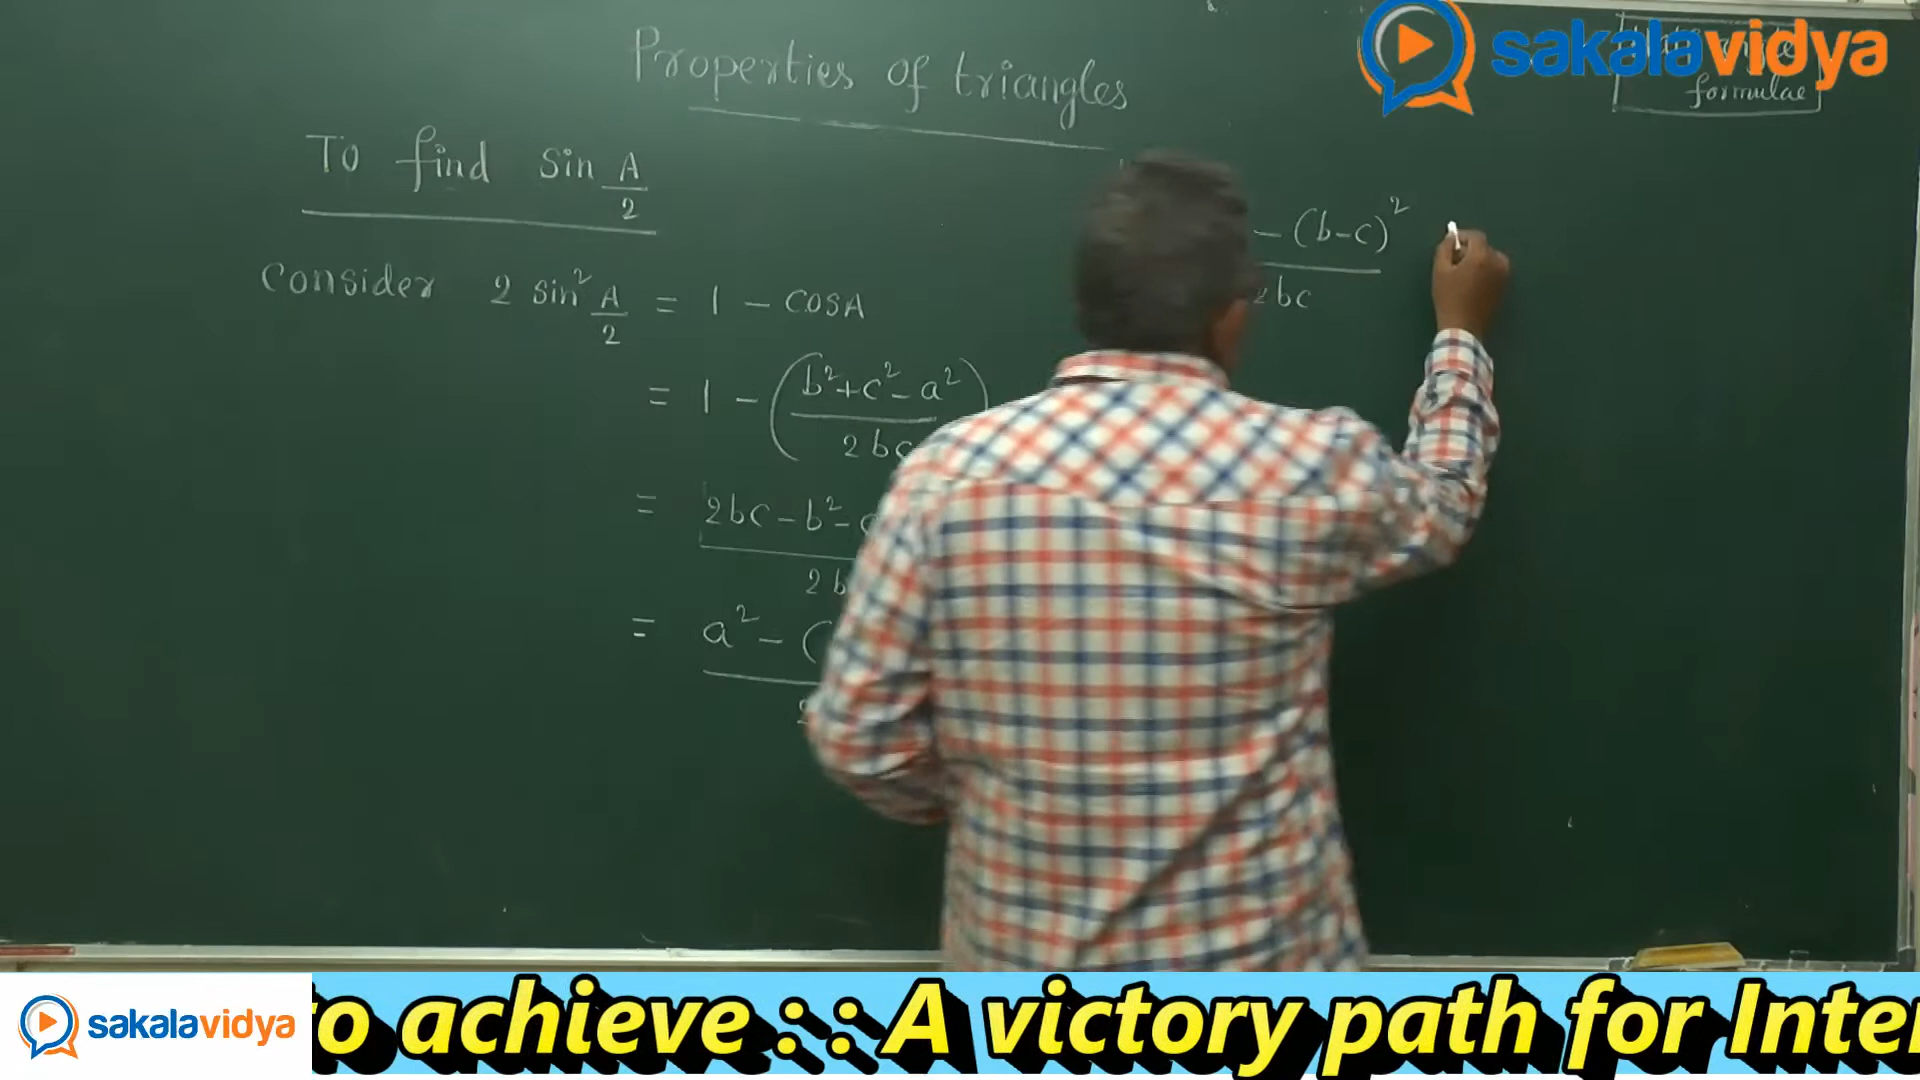 Properties of triangles
sakalavidya
formulae
To find sin A/2
Consider 2 sin² A/2 = 1 - cosA
= 1 - (b²+c²-a²
2bc
= 2bc-b²-
2b
= a² - (
- (b-c)²
2bc
sakalavidya
to achieve :: A victory path for Inte